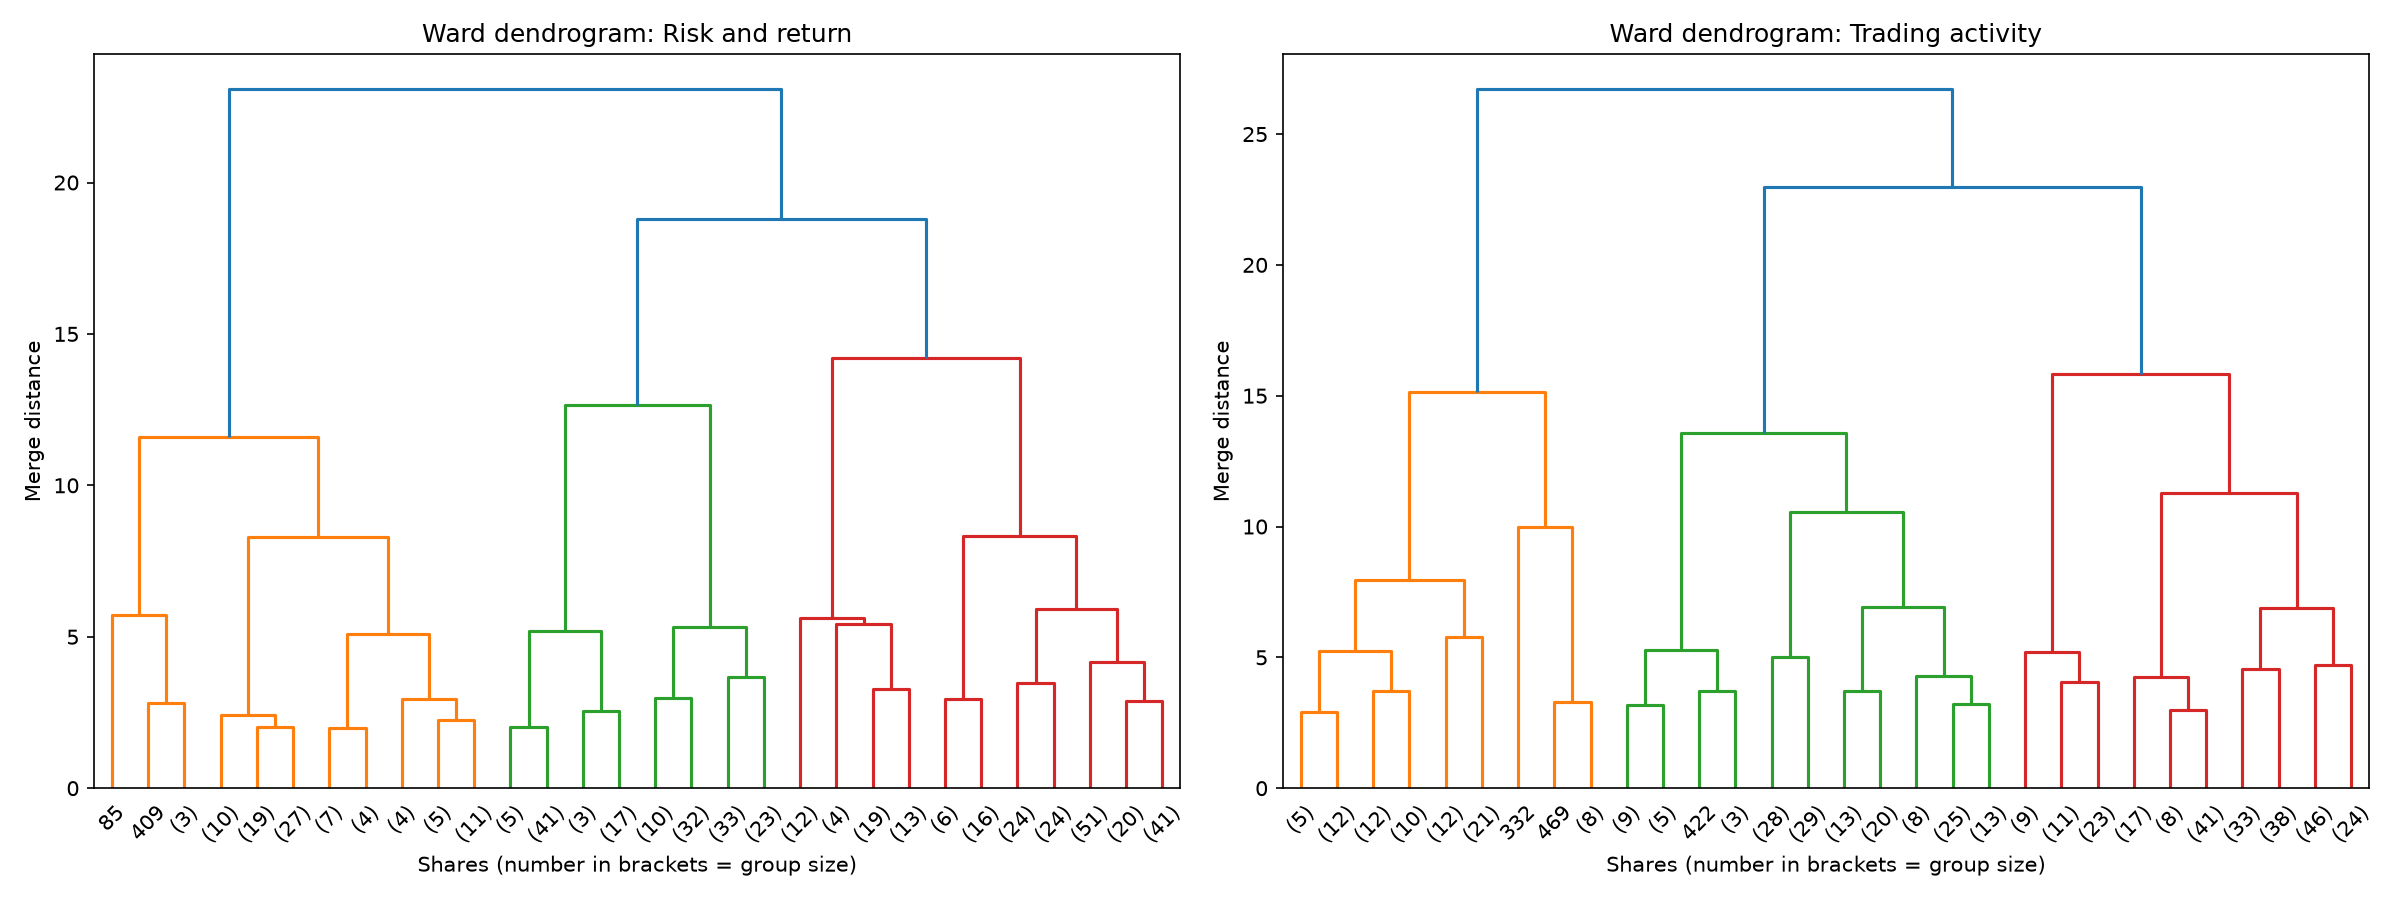 Ward dendrogram: Risk and return
Merge distance
20
15
10
5
0
85 409 (3) (10) (19) (27) (7) (4) (4) (5) (11) (5) (41) (3) (17) (10) (32) (33) (23) (12) (4) (19) (13) (6) (16) (24) (24) (51) (20) (41)
Shares (number in brackets = group size)
Ward dendrogram: Trading activity
Merge distance
25
20
15
10
5
0
(5) (12) (12) (10) (12) (21) 332 469 (8) (9) (5) 422 (3) (28) (29) (13) (20) (8) (25) (13) (9) (11) (23) (17) (8) (41) (33) (38) (46) (24)
Shares (number in brackets = group size)